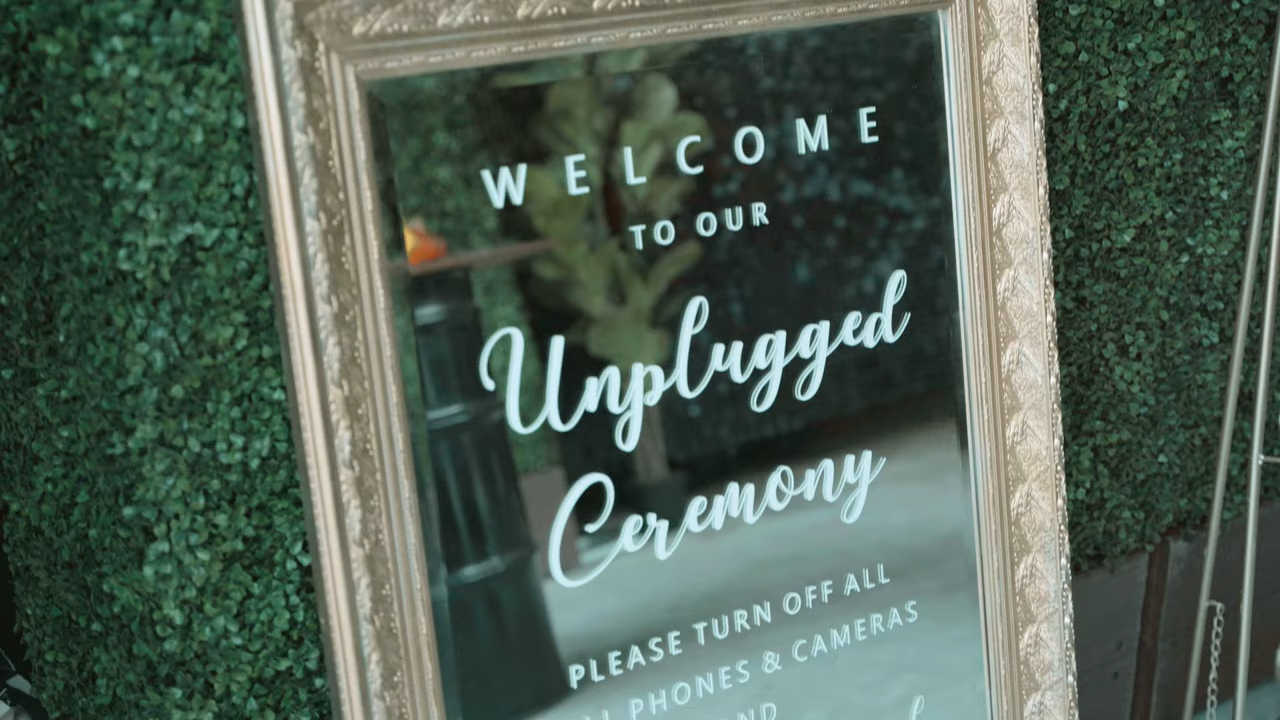 WELCOME
TO OUR
Unplugged
Ceremony
PLEASE TURN OFF ALL
PHONES & CAMERAS